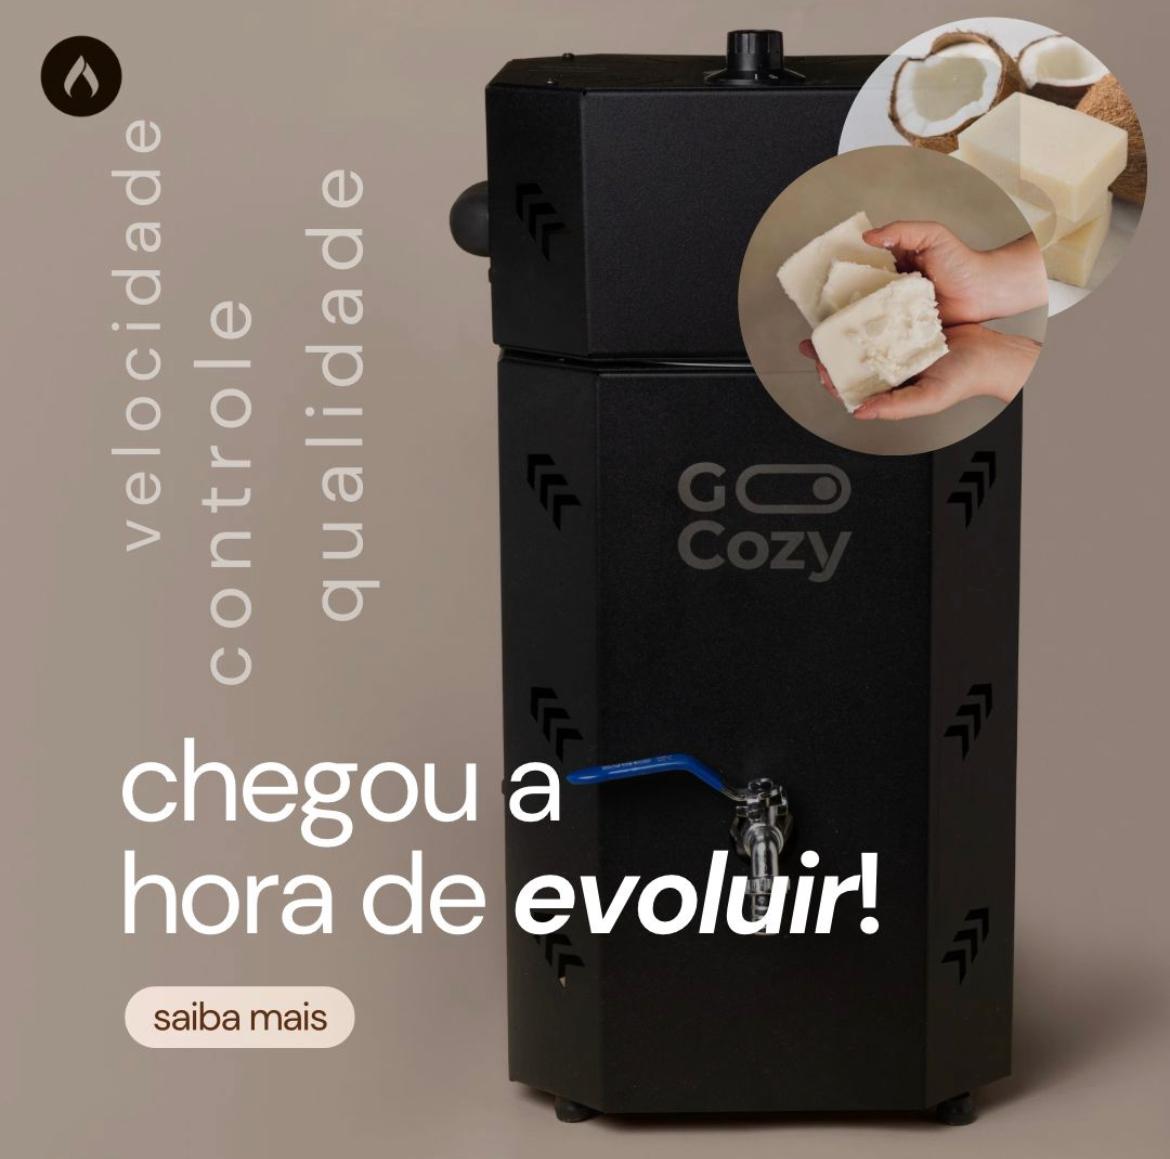 velocidade
controle
qualidade
GO
Cozy
chegou a
hora de evoluir!
saiba mais